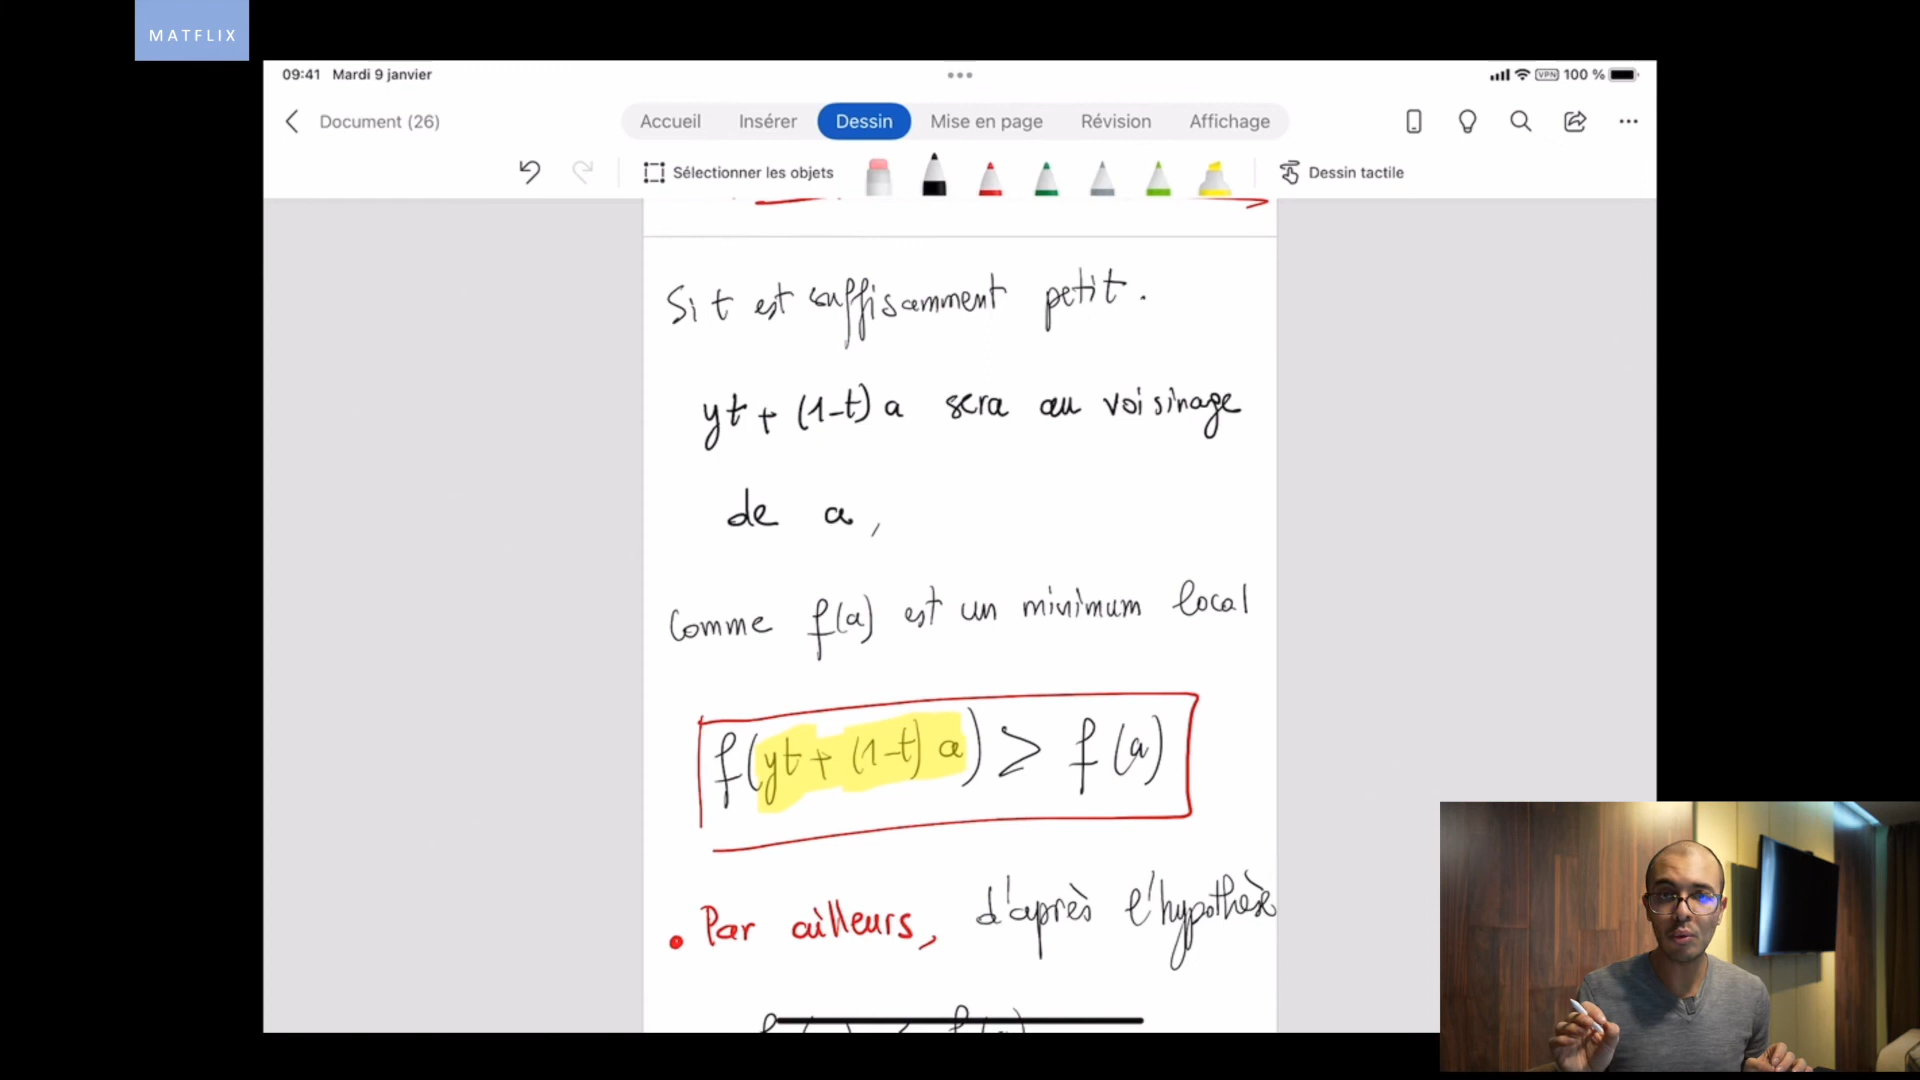 MATFLIX
09:41 Mardi 9 janvier
VPN 100 %
Document (26)
Accueil Insérer Dessin Mise en page Révision Affichage
Sélectionner les objets
Dessin tactile
Si t est suffisamment petit.
yt + (1-t) a sera au voisinage
de a,
Comme f(a) est un minimum local
f(yt + (1-t) a) ≥ f(a)
• Par ailleurs, d'après l'hypothèse